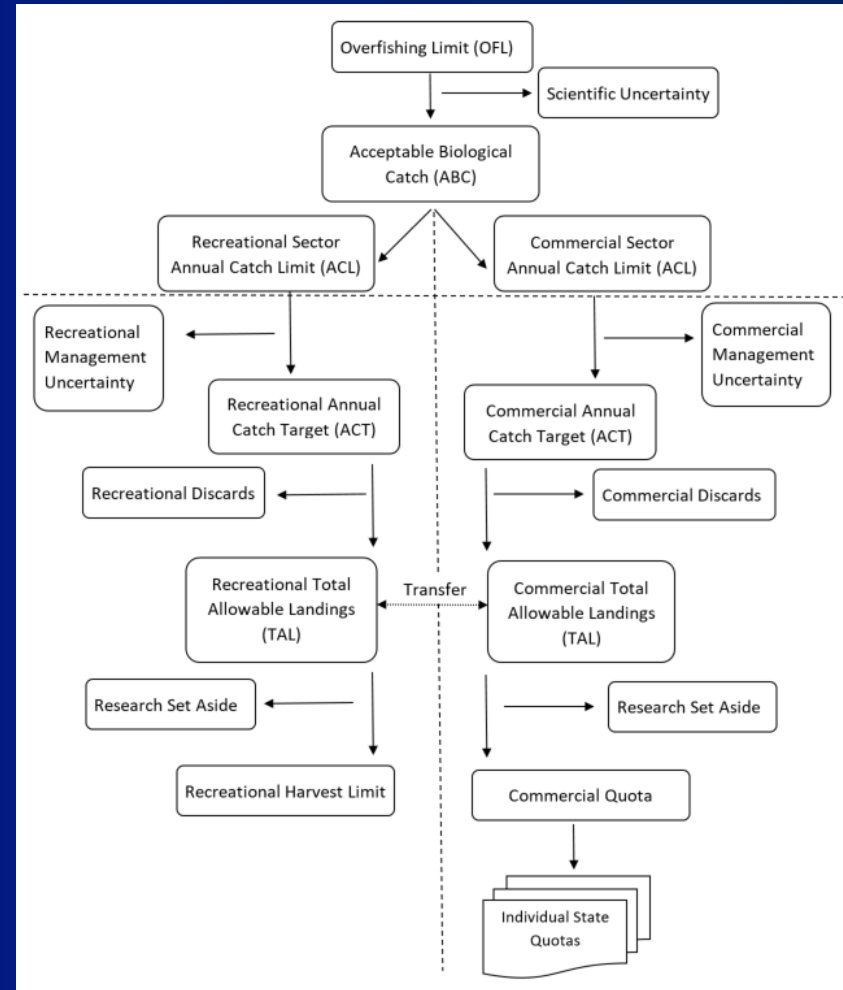 Overfishing Limit (OFL)
Scientific Uncertainty
Acceptable Biological
Catch (ABC)
Recreational Sector
Annual Catch Limit (ACL)
Commercial Sector
Annual Catch Limit (ACL)
Recreational
Management
Uncertainty
Commercial
Management
Uncertainty
Recreational Annual
Catch Target (ACT)
Commercial Annual
Catch Target (ACT)
Recreational Discards
Commercial Discards
Recreational Total
Allowable Landings
(TAL)
Transfer
Commercial Total
Allowable Landings
(TAL)
Research Set Aside
Research Set Aside
Recreational Harvest Limit
Commercial Quota
Individual State
Quotas